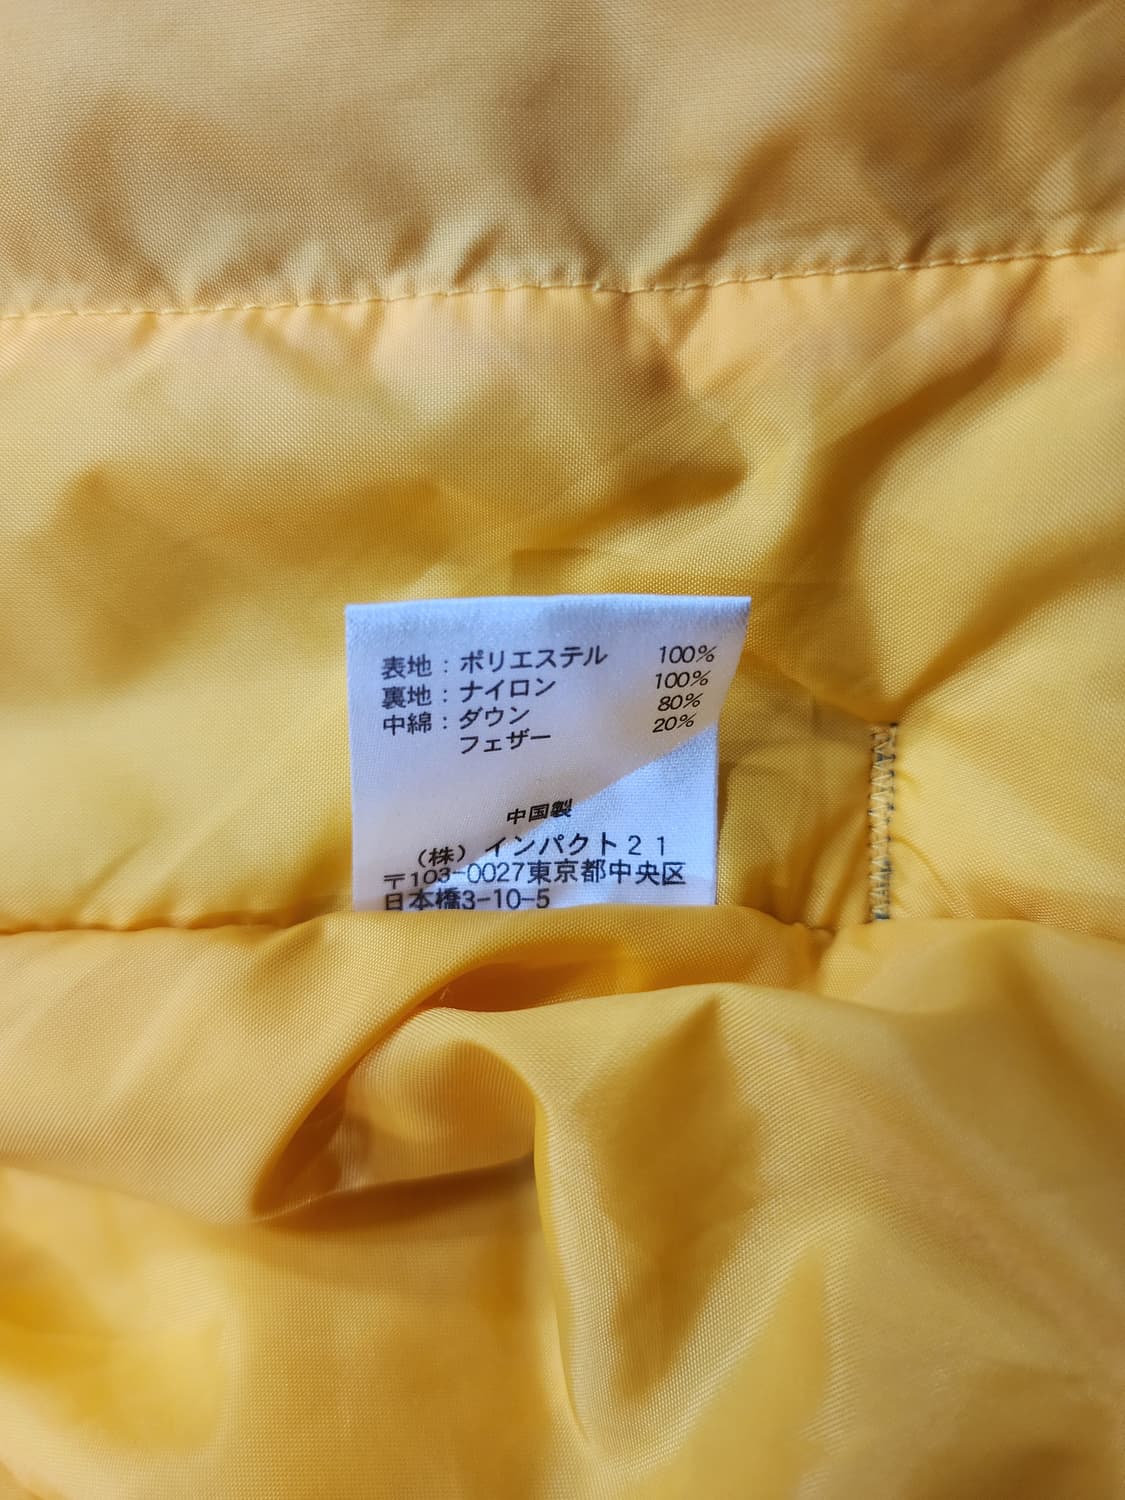 表地：ポリエステル 100%
裏地：ナイロン 100%
中綿：ダウン 80%
フェザー 20%
中国製
（株）インパクト２１
〒103-0027東京都中央区
日本橋3-10-5